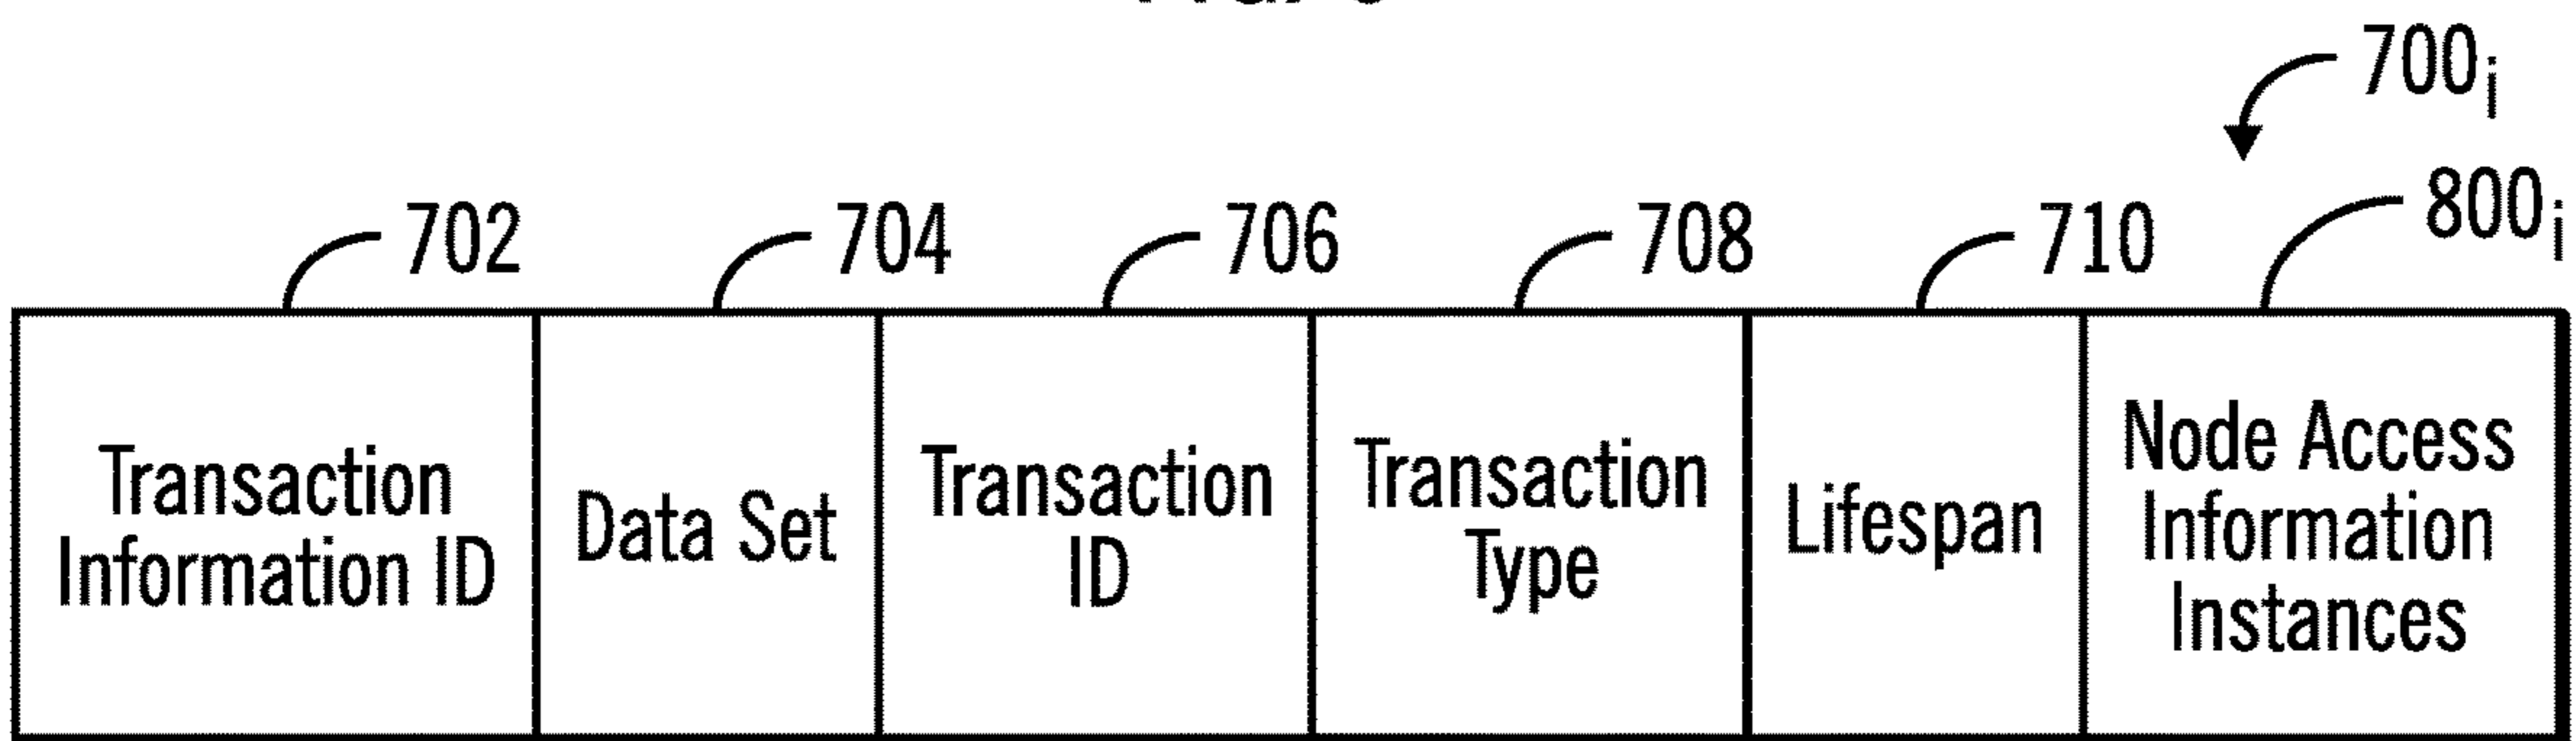 700i
702
704
706
708
710
800i
Transaction
Information ID
Data Set
Transaction
ID
Transaction
Type
Lifespan
Node Access
Information
Instances